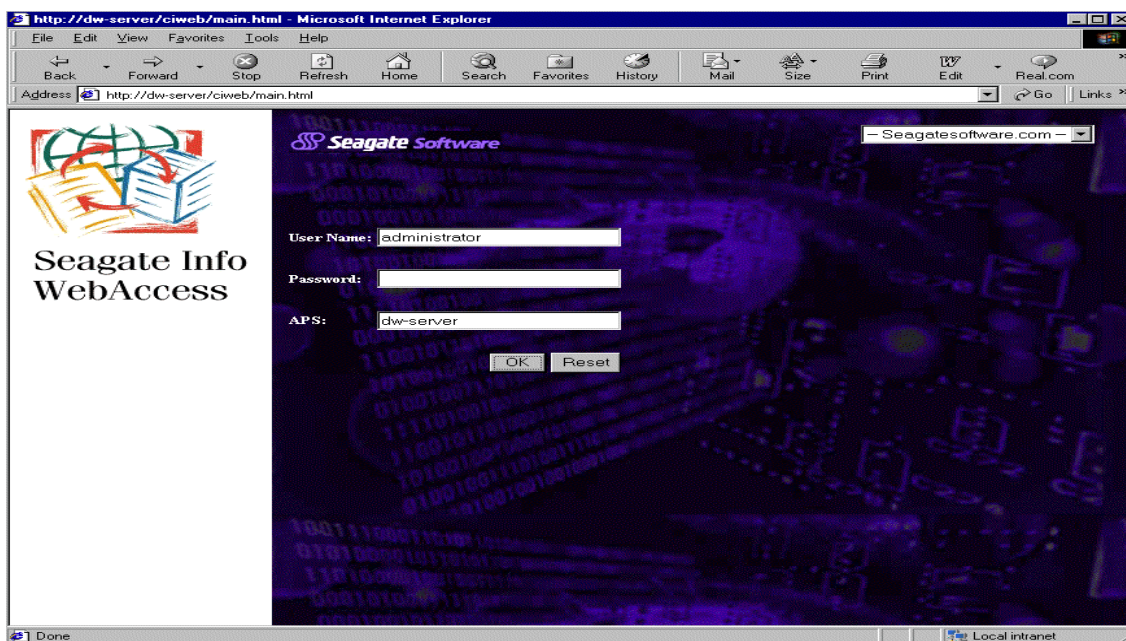 http://dw-server/ciweb/main.html - Microsoft Internet Explorer
File Edit View Favorites Tools Help
Back Forward Stop Refresh Home Search Favorites History Mail Size Print Edit Real.com »
Address http://dw-server/ciweb/main.html Go Links »
Seagate Software
– Seagatesoftware.com –
Seagate Info
WebAccess
User Name: administrator
Password:
APS: dw-server
OK Reset
Done Local intranet